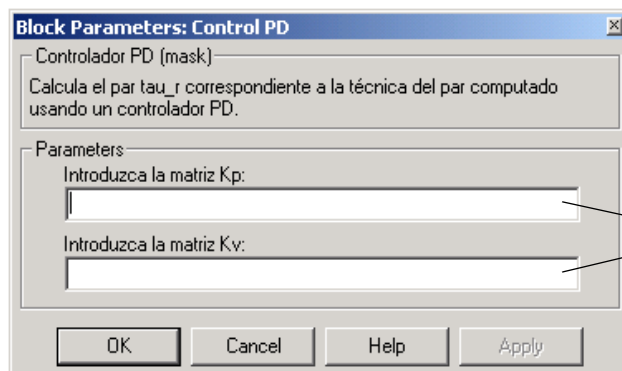 Block Parameters: Control PD
Controlador PD (mask)
Calcula el par tau_r correspondiente a la técnica del par computado
usando un controlador PD.
Parameters
Introduzca la matriz Kp:
Introduzca la matriz Kv:
OK Cancel Help Apply